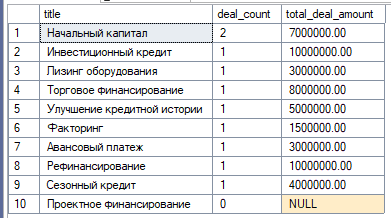 title deal_count total_deal_amount
1 Начальный капитал 2 7000000.00
2 Инвестиционный кредит 1 10000000.00
3 Лизинг оборудования 1 3000000.00
4 Торговое финансирование 1 8000000.00
5 Улучшение кредитной истории 1 5000000.00
6 Факторинг 1 1500000.00
7 Авансовый платеж 1 3000000.00
8 Рефинансирование 1 10000000.00
9 Сезонный кредит 1 4000000.00
10 Проектное финансирование 0 NULL